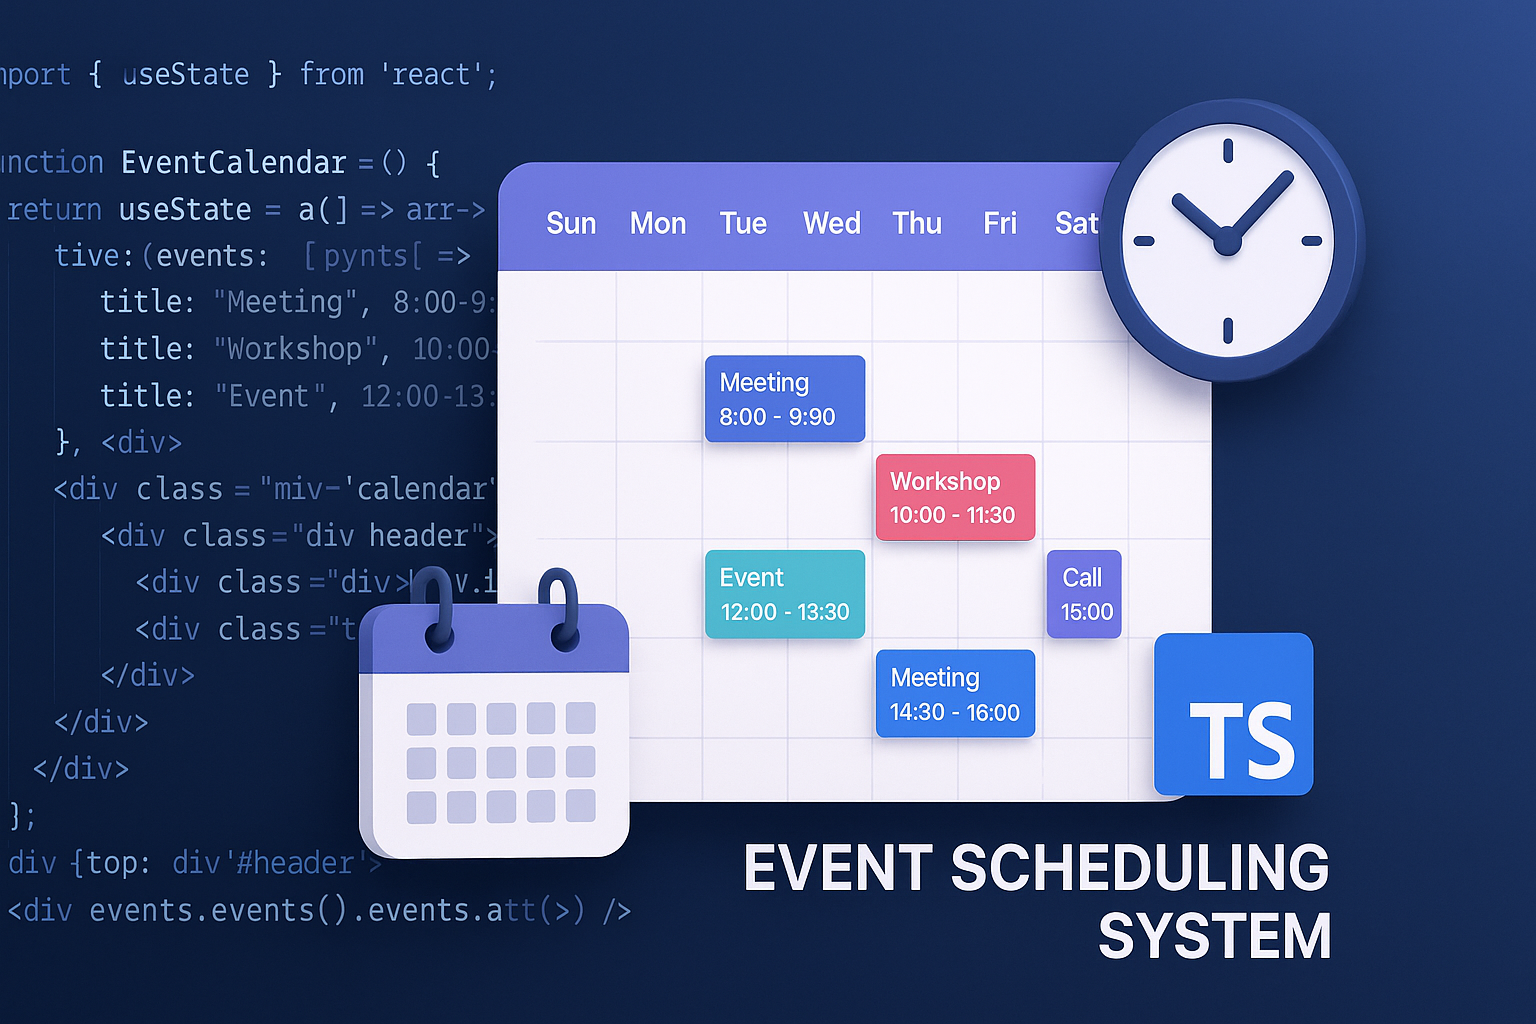 mport { useState } from 'react';
unction EventCalendar =() {
return useState = a(] => arr->
tive:(events: [pynts[ =>
title: "Meeting", 8:00-9:
title: "Workshop", 10:00-
title: "Event", 12:00-13:
}, <div>
<div class="miv-'calendar'
<div class="div header">
<div class="div> v.i
<div class="t
</div>
</div>
</div>
};
div {top: div'#header'>
<div events.events().events.att(>) />
Sun Mon Tue Wed Thu Fri Sat
Meeting
8:00 - 9:90
Workshop
10:00 - 11:30
Event
12:00 - 13:30
Call
15:00
Meeting
14:30 - 16:00
TS
EVENT SCHEDULING
SYSTEM